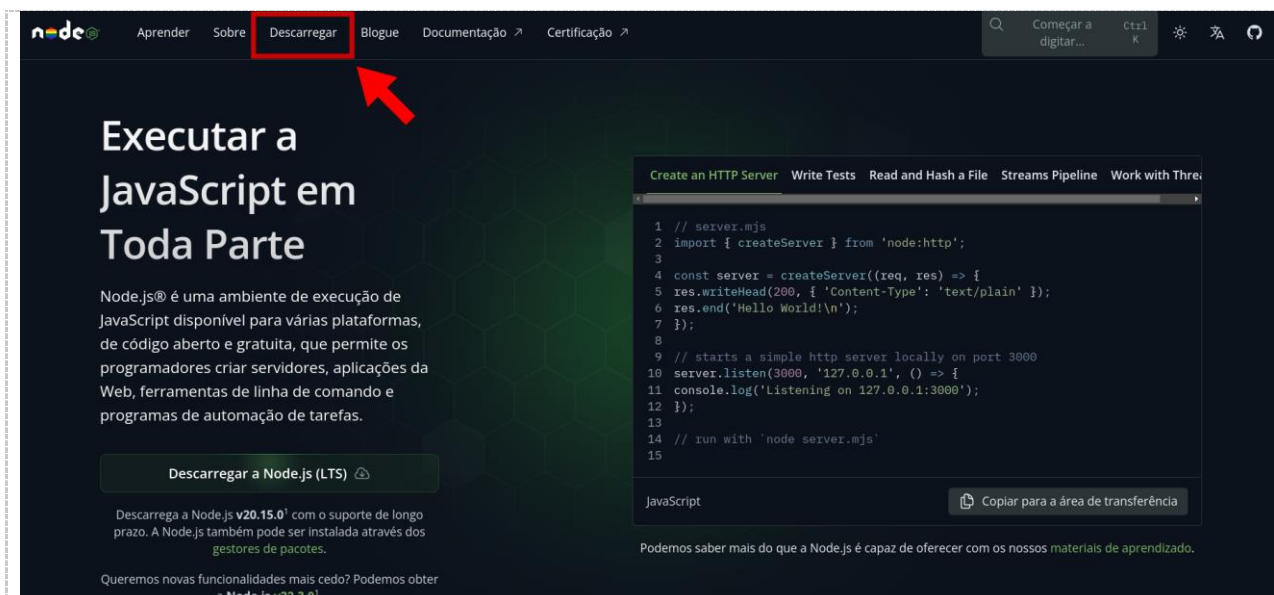 node
Aprender Sobre Descarregar Blogue Documentação Certificação
Começar a digitar...
Ctrl K
Executar a
JavaScript em
Toda Parte
Node.js® é uma ambiente de execução de
JavaScript disponível para várias plataformas,
de código aberto e gratuita, que permite os
programadores criar servidores, aplicações da
Web, ferramentas de linha de comando e
programas de automação de tarefas.
Descarregar a Node.js (LTS)
Descarrega a Node.js v20.15.0¹ com o suporte de longo
prazo. A Node.js também pode ser instalada através dos
gestores de pacotes.
Queremos novas funcionalidades mais cedo? Podemos obter
Create an HTTP Server Write Tests Read and Hash a File Streams Pipeline Work with Threa
1 // server.mjs
2 import { createServer } from 'node:http';
3
4 const server = createServer((req, res) => {
5 res.writeHead(200, { 'Content-Type': 'text/plain' });
6 res.end('Hello World!\n');
7 });
8
9 // starts a simple http server locally on port 3000
10 server.listen(3000, '127.0.0.1', () => {
11 console.log('Listening on 127.0.0.1:3000');
12 });
13
14 // run with `node server.mjs`
15
JavaScript
Copiar para a área de transferência
Podemos saber mais do que a Node.js é capaz de oferecer com os nossos materiais de aprendizado.